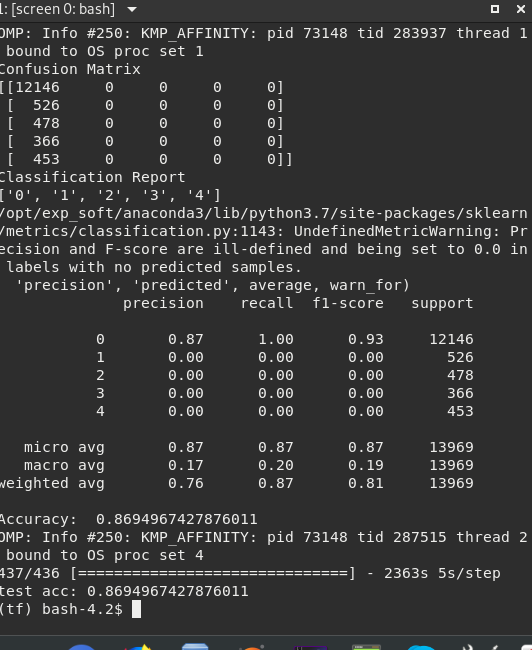 1: [screen 0: bash]
OMP: Info #250: KMP_AFFINITY: pid 73148 tid 283937 thread 1
 bound to OS proc set 1
Confusion Matrix
[[12146     0     0     0     0]
 [  526     0     0     0     0]
 [  478     0     0     0     0]
 [  366     0     0     0     0]
 [  453     0     0     0     0]]
Classification Report
['0', '1', '2', '3', '4']
/opt/exp_soft/anaconda3/lib/python3.7/site-packages/sklearn
/metrics/classification.py:1143: UndefinedMetricWarning: Pr
ecision and F-score are ill-defined and being set to 0.0 in
 labels with no predicted samples.
  'precision', 'predicted', average, warn_for)
              precision    recall  f1-score   support

           0       0.87      1.00      0.93     12146
           1       0.00      0.00      0.00       526
           2       0.00      0.00      0.00       478
           3       0.00      0.00      0.00       366
           4       0.00      0.00      0.00       453

   micro avg       0.87      0.87      0.87     13969
   macro avg       0.17      0.20      0.19     13969
weighted avg       0.76      0.87      0.81     13969

Accuracy:  0.8694967427876011
OMP: Info #250: KMP_AFFINITY: pid 73148 tid 287515 thread 2
 bound to OS proc set 4
437/436 [==============================] - 2363s 5s/step
test acc: 0.8694967427876011
(tf) bash-4.2$